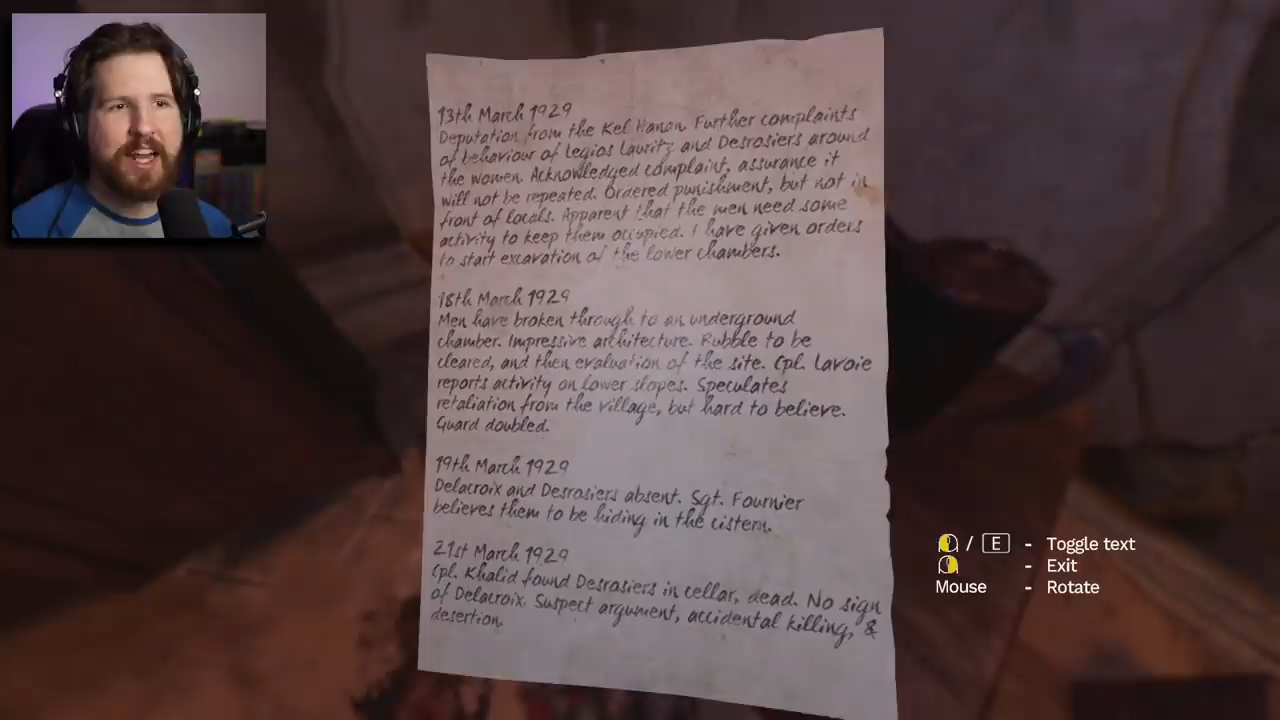 13th March 1929
Deputation from the Kel Hanan. Further complaints
of behaviour of Legios Lauritz and Desrosiers around
the women. Acknowledged complaint, assurance it
will not be repeated. Ordered punishment, but not in
front of locals. Apparent that the men need some
activity to keep them occupied. I have given orders
to start excavation of the lower chambers.
18th March 1929
Men have broken through to an underground
chamber. Impressive architecture. Rubble to be
cleared, and then evaluation of the site. Cpl. Lavoie
reports activity on lower slopes. Speculates
retaliation from the village, but hard to believe.
Guard doubled.
19th March 1929
Delacroix and Desrosiers absent. Sgt. Fournier
believes them to be hiding in the cistern.
21st March 1929
Cpl. Khalid found Desrosiers in cellar, dead. No sign
of Delacroix. Suspect argument, accidental killing, &
desertion.
/ E - Toggle text
- Exit
Mouse - Rotate